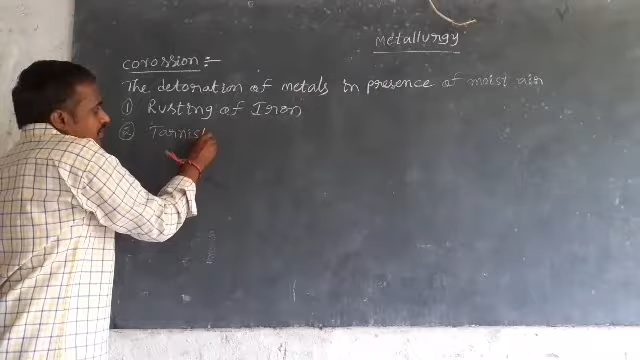 Metallurgy
Corossion :-
The detoration of metals in presence of moist air
① Rusting of Iron
② Tarnis